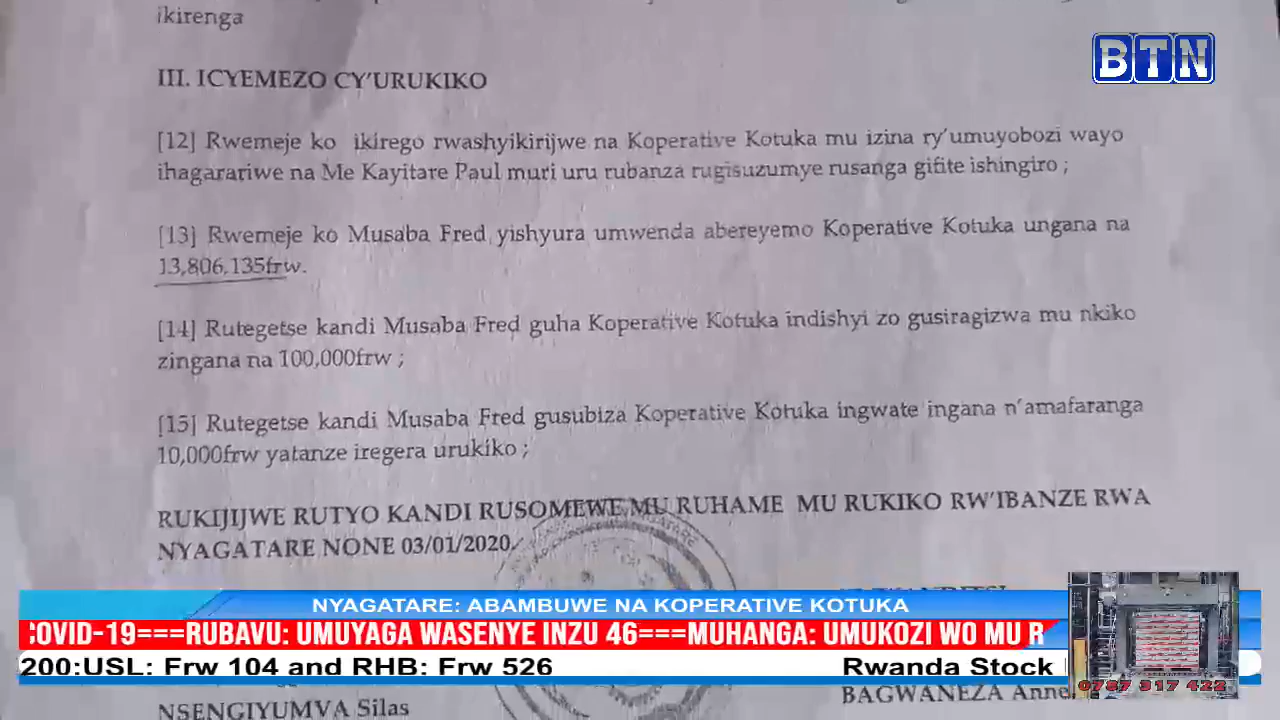 ikirenga
BTN
III. ICYEMEZO CY'URUKIKO
[12] Rwemeje ko ikirego rwashyikirijwe na Koperative Kotuka mu izina ry'umuyobozi wayo
ihagarariwe na Me Kayitare Paul muri uru rubanza rugisuzumye rusanga gifite ishingiro ;
[13] Rwemeje ko Musaba Fred yishyura umwenda abereyemo Koperative Kotuka ungana na
13,806,135frw.
[14] Rutegetse kandi Musaba Fred guha Koperative Kotuka indishyi zo gusiragizwa mu nkiko
zingana na 100,000frw ;
[15] Rutegetse kandi Musaba Fred gusubiza Koperative Kotuka ingwate ingana n'amafaranga
10,000frw yatanze iregera urukiko ;
RUKIJIJWE RUTYO KANDI RUSOMEWE MU RUHAME MU RUKIKO RW'IBANZE RWA
NYAGATARE NONE 03/01/2020
NYAGATARE: ABAMBUWE NA KOPERATIVE KOTUKA
COVID-19===RUBAVU: UMUYAGA WASENYE INZU 46===MUHANGA: UMUKOZI WO MU R
200:USL: Frw 104 and RHB: Frw 526 Rwanda Stock
0787 317 422
NSENGIYUMVA Silas
BAGWANEZA Anne